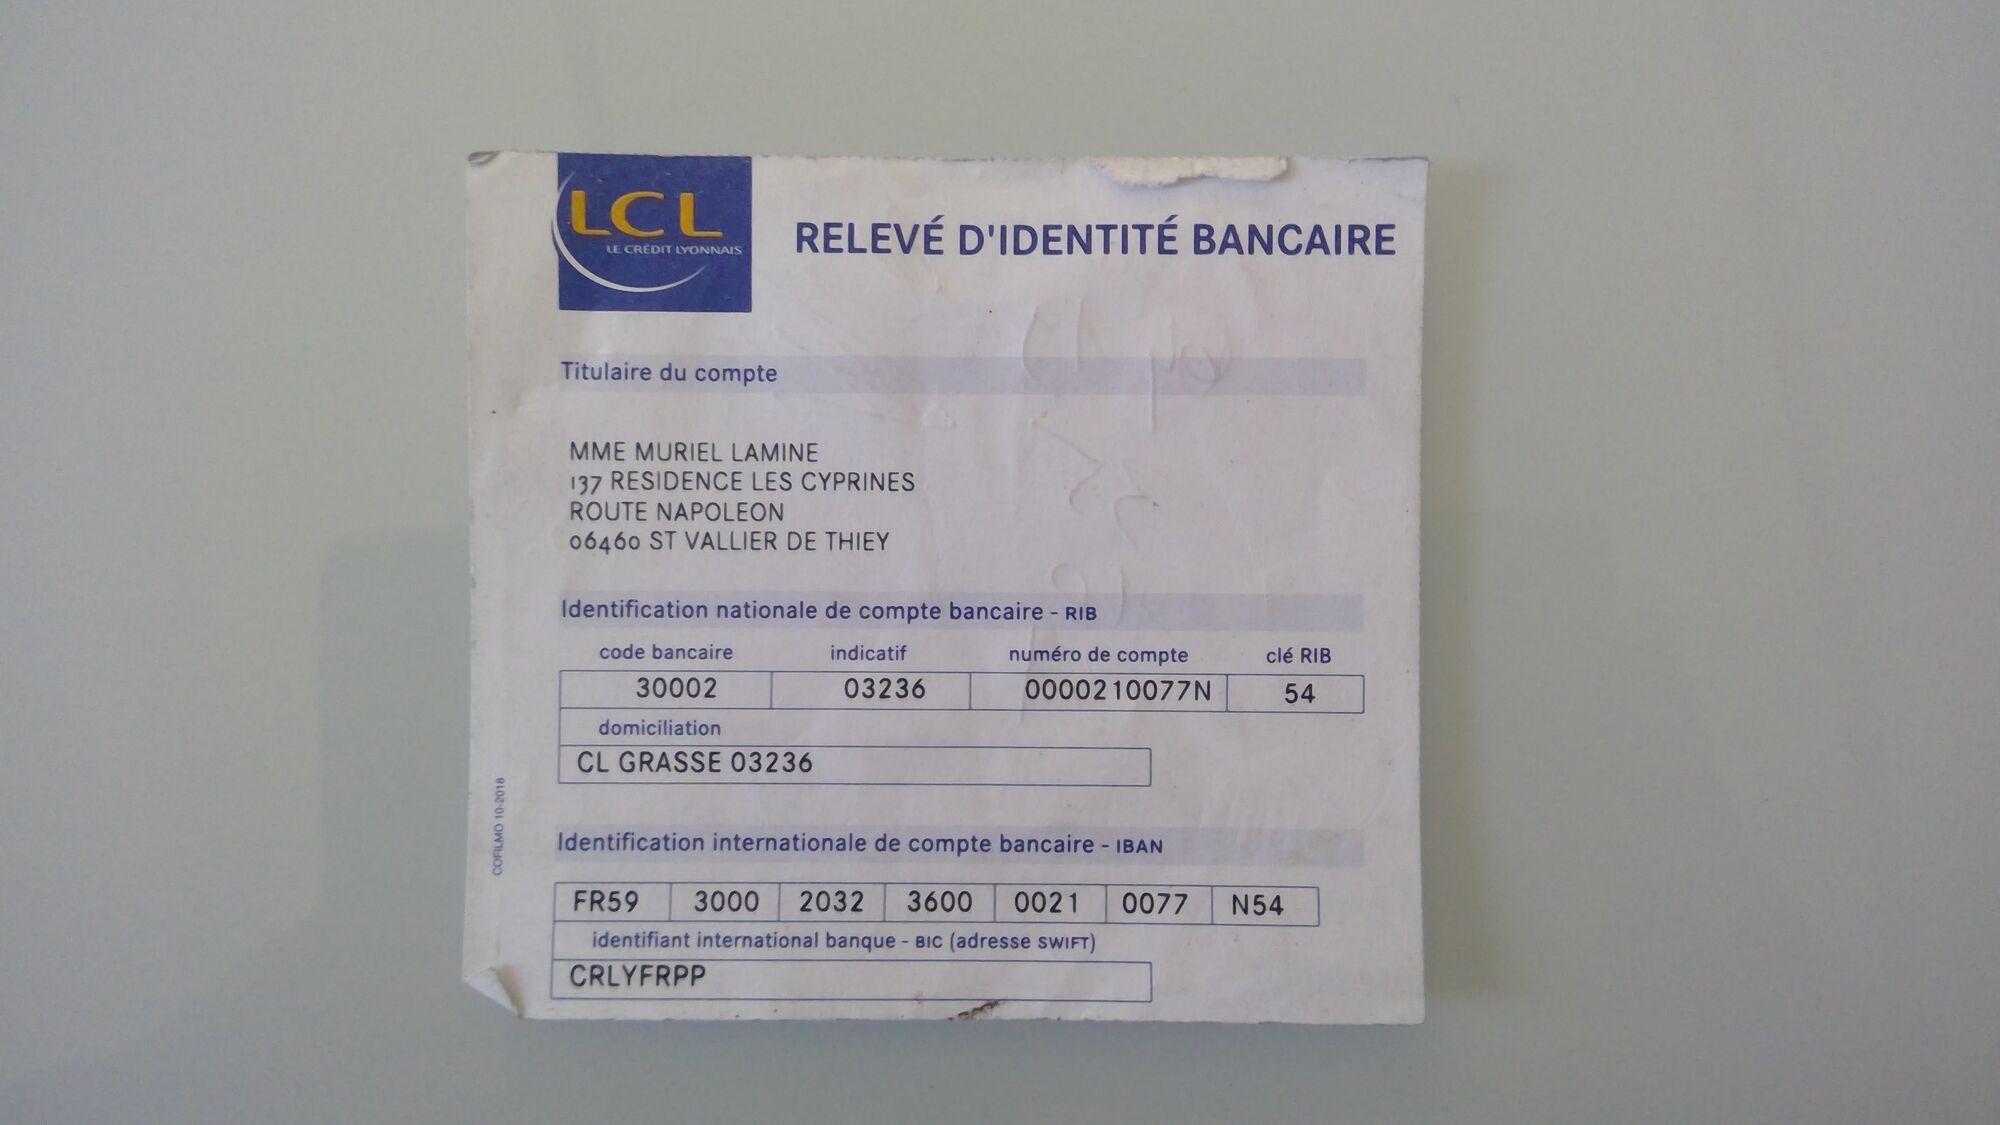 LCL
LE CRÉDIT LYONNAIS
RELEVÉ D'IDENTITÉ BANCAIRE
Titulaire du compte
MME MURIEL LAMINE
137 RESIDENCE LES CYPRINES
ROUTE NAPOLEON
06460 ST VALLIER DE THIEY
Identification nationale de compte bancaire - RIB
code bancaire indicatif numéro de compte clé RIB
30002 03236 0000210077N 54
domiciliation
CL GRASSE 03236
COFILMO 10-2018
Identification internationale de compte bancaire - IBAN
FR59 3000 2032 3600 0021 0077 N54
identifiant international banque - BIC (adresse SWIFT)
CRLYFRPP